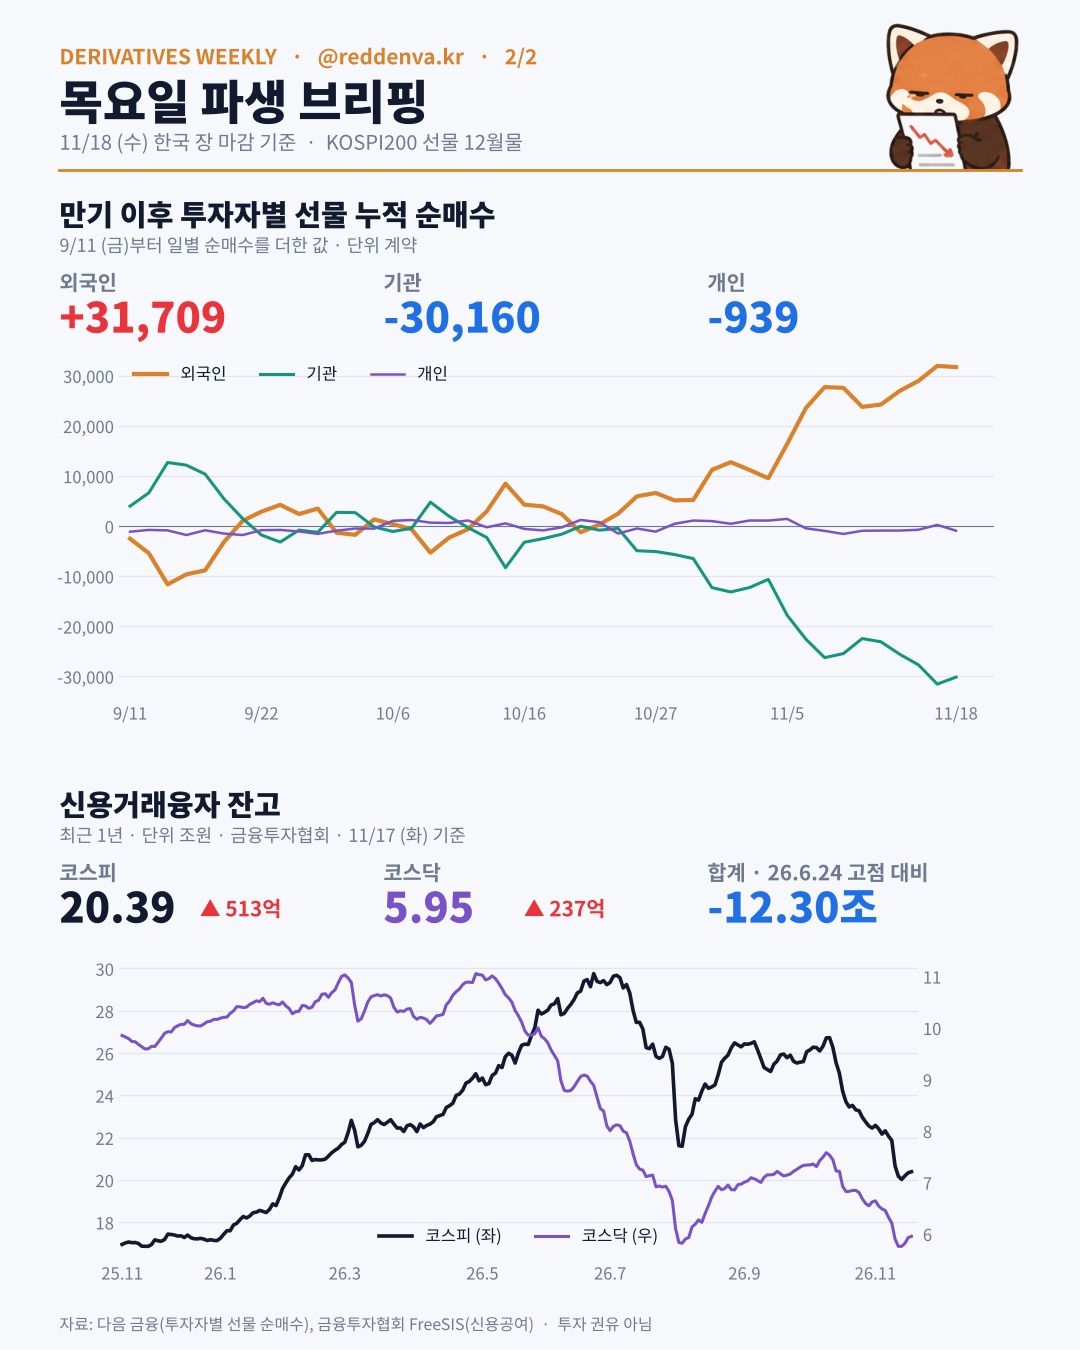 DERIVATIVES WEEKLY · @reddenva.kr · 2/2
목요일 파생 브리핑
11/18 (수) 한국 장 마감 기준 · KOSPI200 선물 12월물
만기 이후 투자자별 선물 누적 순매수
9/11 (금)부터 일별 순매수를 더한 값 · 단위 계약
외국인 기관 개인
+31,709 -30,160 -939
외국인 기관 개인
30,000
20,000
10,000
0
-10,000
-20,000
-30,000
9/11 9/22 10/6 10/16 10/27 11/5 11/18
신용거래융자 잔고
최근 1년 · 단위 조원 · 금융투자협회 · 11/17 (화) 기준
코스피 코스닥 합계 · 26.6.24 고점 대비
20.39 ▲ 513억 5.95 ▲ 237억 -12.30조
30 11
28 10
26
24 9
22 8
20 7
18 6
코스피 (좌) 코스닥 (우)
25.11 26.1 26.3 26.5 26.7 26.9 26.11
자료: 다음 금융(투자자별 선물 순매수), 금융투자협회 FreeSIS(신용공여) · 투자 권유 아님